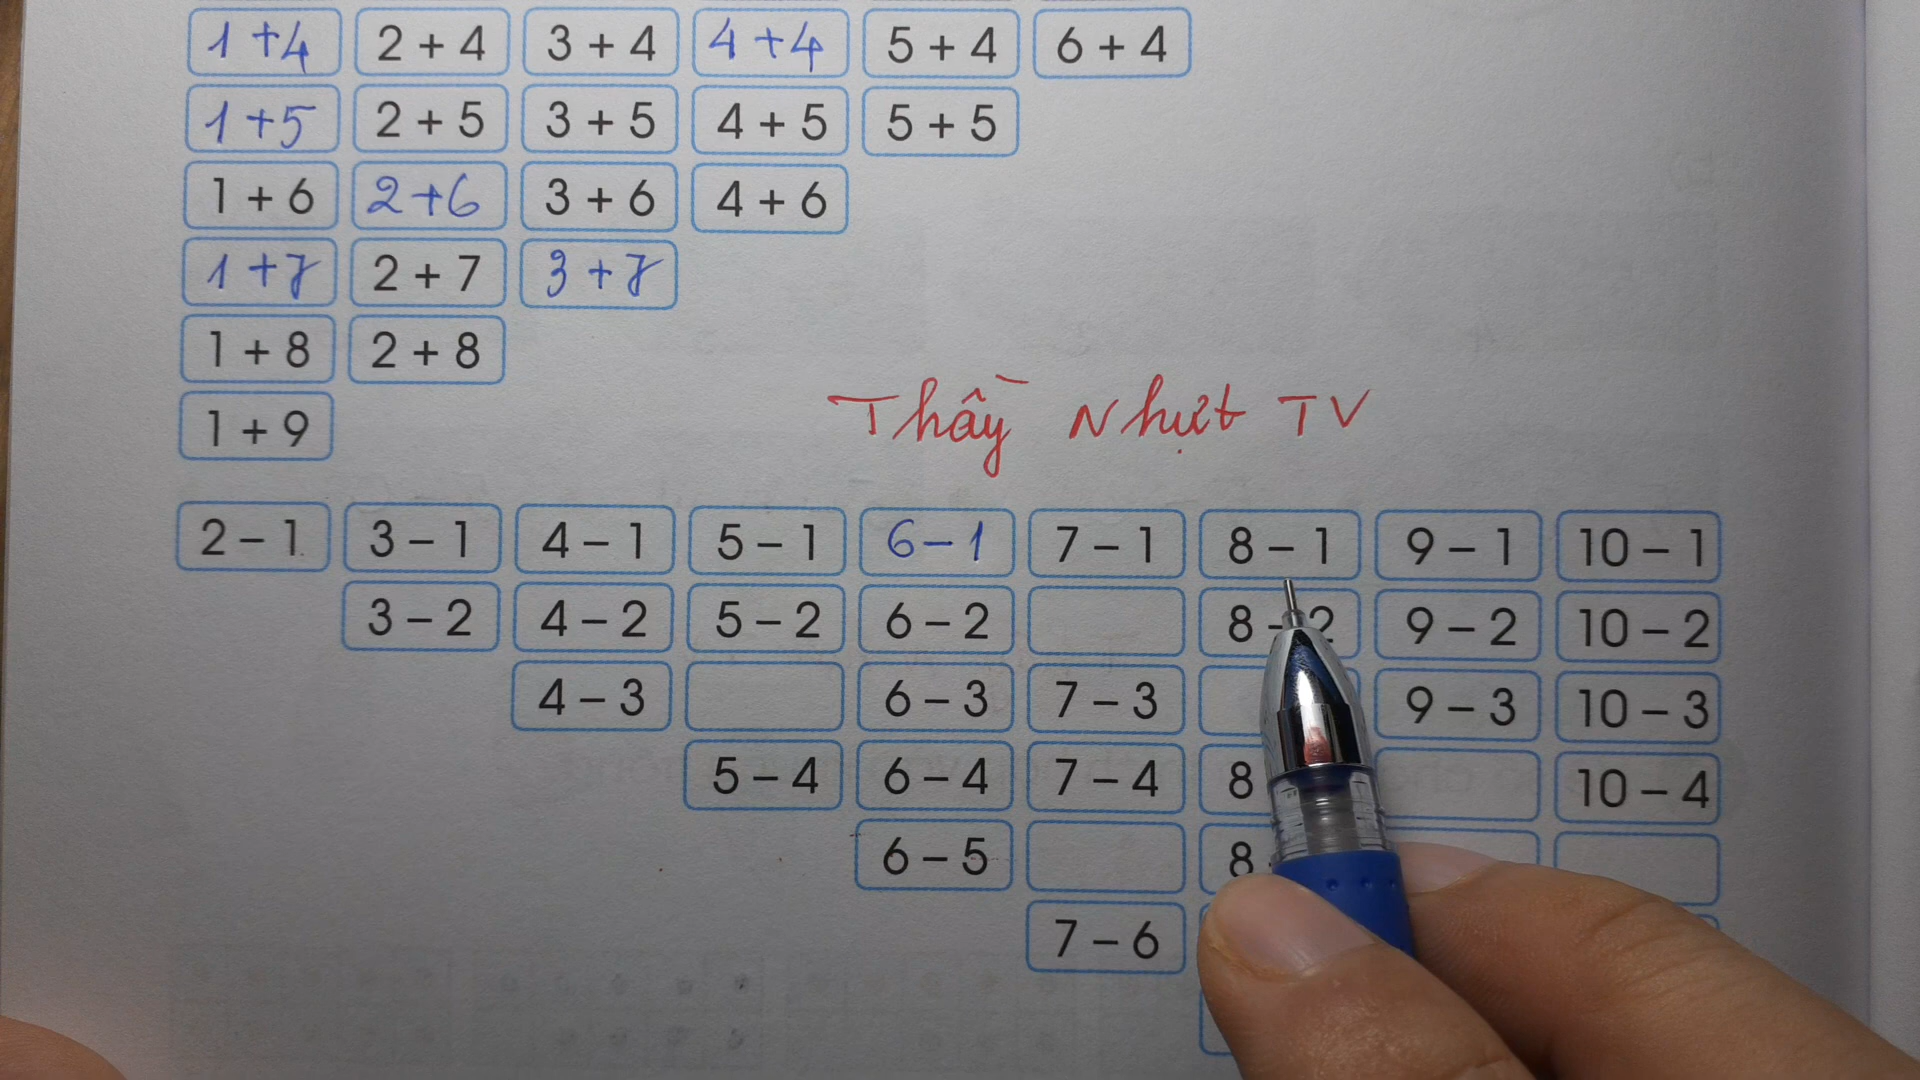 1 + 4 2 + 4 3 + 4 4 + 4 5 + 4 6 + 4
1 + 5 2 + 5 3 + 5 4 + 5 5 + 5
1 + 6 2 + 6 3 + 6 4 + 6
1 + 7 2 + 7 3 + 7
1 + 8 2 + 8
1 + 9
Thầy Nhựt TV
2 – 1 3 – 1 4 – 1 5 – 1 6 – 1 7 – 1 8 – 1 9 – 1 10 – 1
3 – 2 4 – 2 5 – 2 6 – 2 8 – 2 9 – 2 10 – 2
4 – 3 6 – 3 7 – 3 9 – 3 10 – 3
5 – 4 6 – 4 7 – 4 8 10 – 4
6 – 5 8
7 – 6